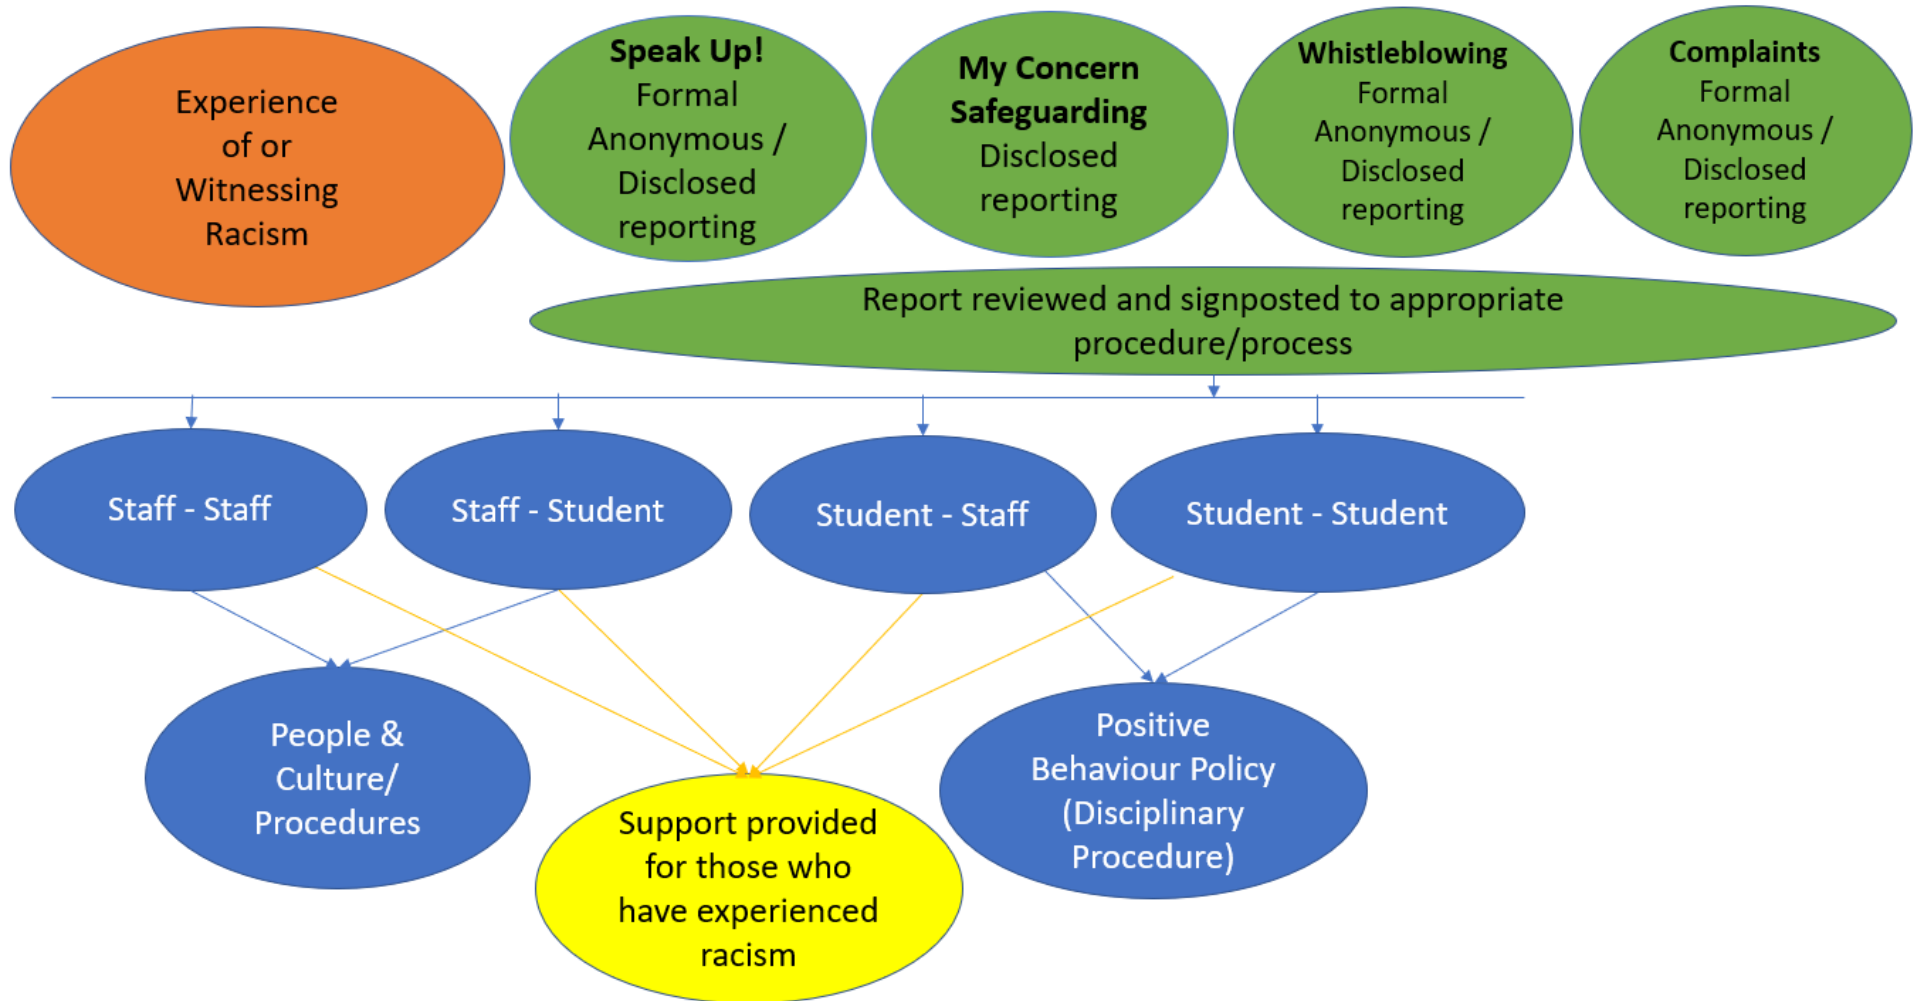 Experience
of or
Witnessing
Racism
Speak Up!
Formal
Anonymous /
Disclosed
reporting
My Concern
Safeguarding
Disclosed
reporting
Whistleblowing
Formal
Anonymous /
Disclosed
reporting
Complaints
Formal
Anonymous /
Disclosed
reporting
Report reviewed and signposted to appropriate
procedure/process
Staff - Staff
Staff - Student
Student - Staff
Student - Student
People &
Culture/
Procedures
Support provided
for those who
have experienced
racism
Positive
Behaviour Policy
(Disciplinary
Procedure)